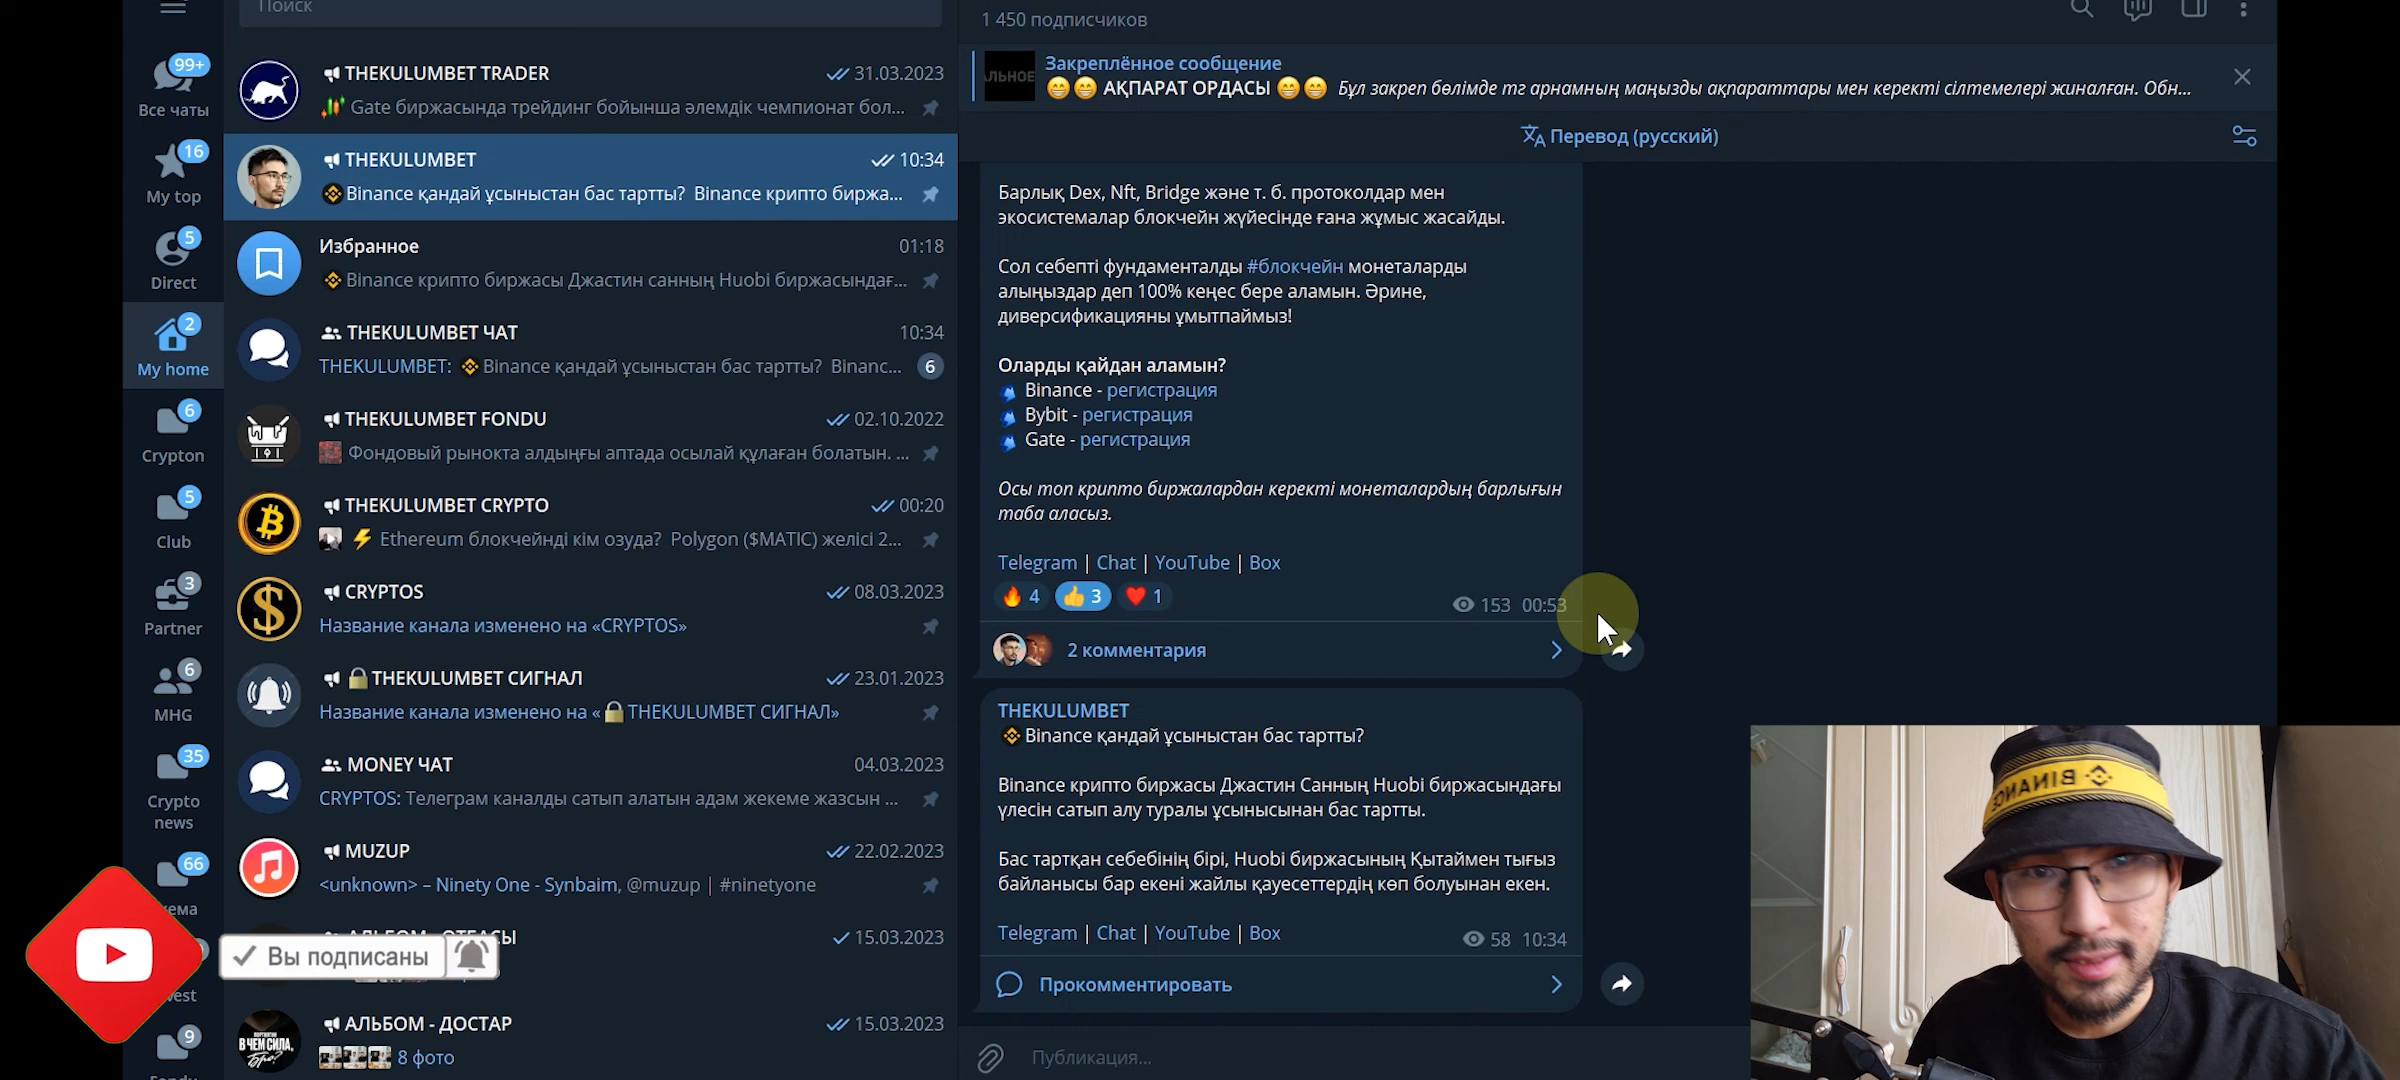 Поиск
99+
Все чаты
16
My top
5
Direct
2
My home
6
Crypton
5
Club
3
Partner
6
MHG
35
Crypto news
66
9
THEKULUMBET TRADER 31.03.2023
Gate биржасында трейдинг бойынша әлемдік чемпионат бол...
THEKULUMBET 10:34
Binance қандай ұсыныстан бас тартты? Binance крипто биржа...
Избранное 01:18
Binance крипто биржасы Джастин санның Huobi биржасындағ...
THEKULUMBET ЧАТ 10:34
THEKULUMBET: Binance қандай ұсыныстан бас тартты? Binanc... 6
THEKULUMBET FONDU 02.10.2022
Фондовый рынокта алдыңғы аптада осылай құлаған болатын. ...
THEKULUMBET CRYPTO 00:20
Ethereum блокчейнді кім озуда? Polygon ($MATIC) желісі 2...
CRYPTOS 08.03.2023
Название канала изменено на «CRYPTOS»
THEKULUMBET СИГНАЛ 23.01.2023
Название канала изменено на «🔒THEKULUMBET СИГНАЛ»
MONEY ЧАТ 04.03.2023
CRYPTOS: Телеграм каналды сатып алатын адам жекеме жазсын ...
MUZUP 22.02.2023
<unknown> – Ninety One - Synbaim, @muzup | #ninetyone
15.03.2023
Вы подписаны
АЛЬБОМ - ДОСТАР 15.03.2023
8 фото
В ЧЕМ СИЛА,
1 450 подписчиков
Закреплённое сообщение
😁😁 АҚПАРАТ ОРДАСЫ 😁😁 Бұл закреп бөлімде тг арнамның маңызды ақпараттары мен керекті сілтемелері жиналған. Обн...
Перевод (русский)
Барлық Dex, Nft, Bridge және т. б. протоколдар мен
экосистемалар блокчейн жүйесінде ғана жұмыс жасайды.
Сол себепті фундаменталды #блокчейн монеталарды
алыңыздар деп 100% кеңес бере аламын. Әрине,
диверсификацияны ұмытпаймыз!
Оларды қайдан аламын?
Binance - регистрация
Bybit - регистрация
Gate - регистрация
Осы топ крипто биржалардан керекті монеталардың барлығын
таба аласыз.
Telegram | Chat | YouTube | Box
🔥 4 👍 3 ❤️ 1 153 00:53
2 комментария
THEKULUMBET
Binance қандай ұсыныстан бас тартты?
Binance крипто биржасы Джастин Санның Huobi биржасындағы
үлесін сатып алу туралы ұсынысынан бас тартты.
Бас тартқан себебінің бірі, Huobi биржасының Қытаймен тығыз
байланысы бар екені жайлы қауесеттердің көп болуынан екен.
Telegram | Chat | YouTube | Box 58 10:34
Прокомментировать
Публикация...
BINANCE